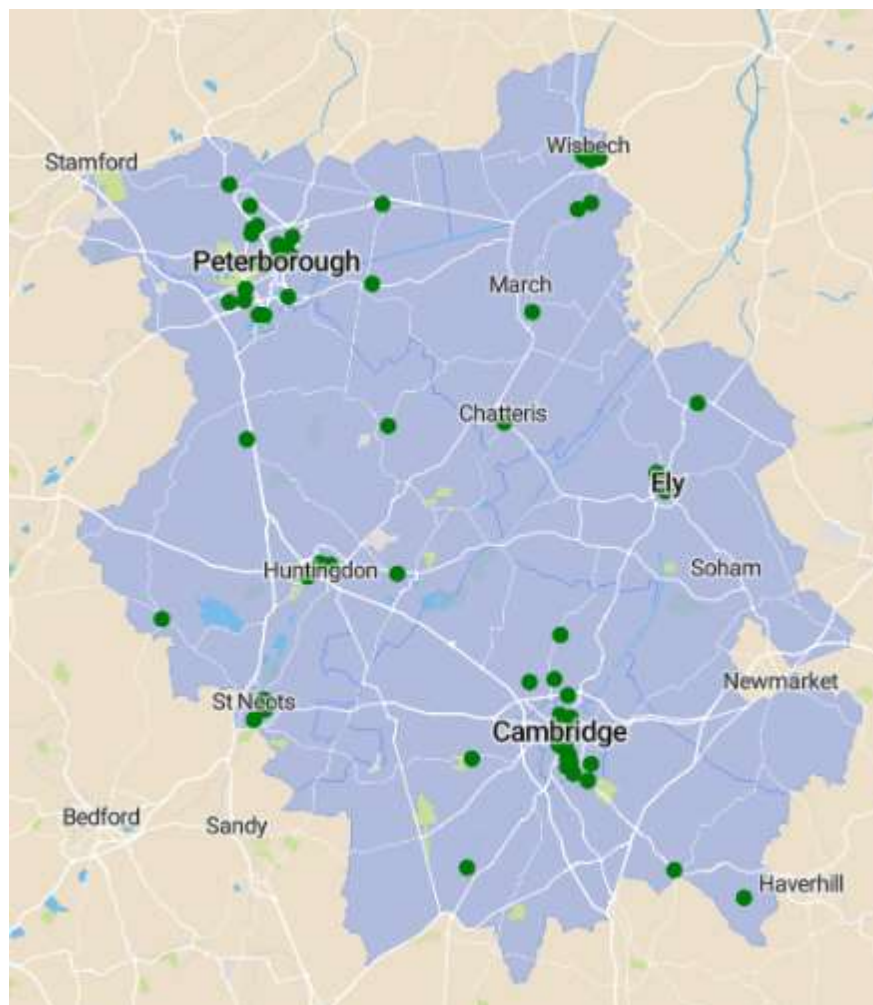 Wisbech
Stamford
Peterborough
March
Chatteris
Ely
Huntingdon
Soham
Newmarket
St Neots
Cambridge
Bedford
Sandy
Haverhill